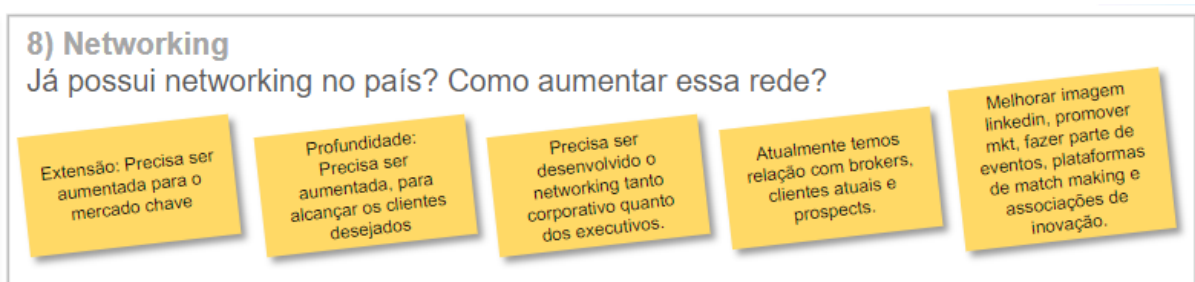 8) Networking
Já possui networking no país? Como aumentar essa rede?
Extensão: Precisa ser
aumentada para o
mercado chave
Profundidade:
Precisa ser
aumentada, para
alcançar os clientes
desejados
Precisa ser
desenvolvido o
networking tanto
corporativo quanto
dos executivos.
Atualmente temos
relação com brokers,
clientes atuais e
prospects.
Melhorar imagem
linkedin, promover
mkt, fazer parte de
eventos, plataformas
de match making e
associações de
inovação.